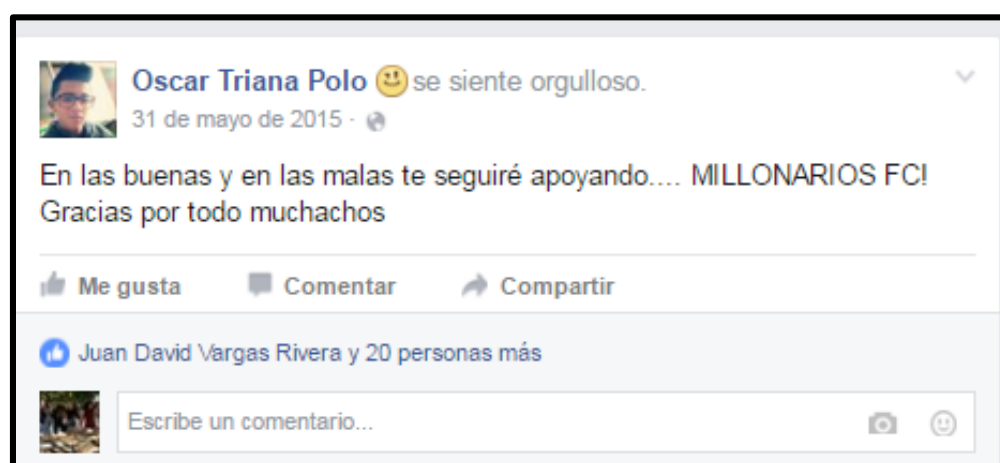 Oscar Triana Polo se siente orgulloso.
31 de mayo de 2015 ·
En las buenas y en las malas te seguiré apoyando.... MILLONARIOS FC!
Gracias por todo muchachos
Me gusta Comentar Compartir
Juan David Vargas Rivera y 20 personas más
Escribe un comentario...